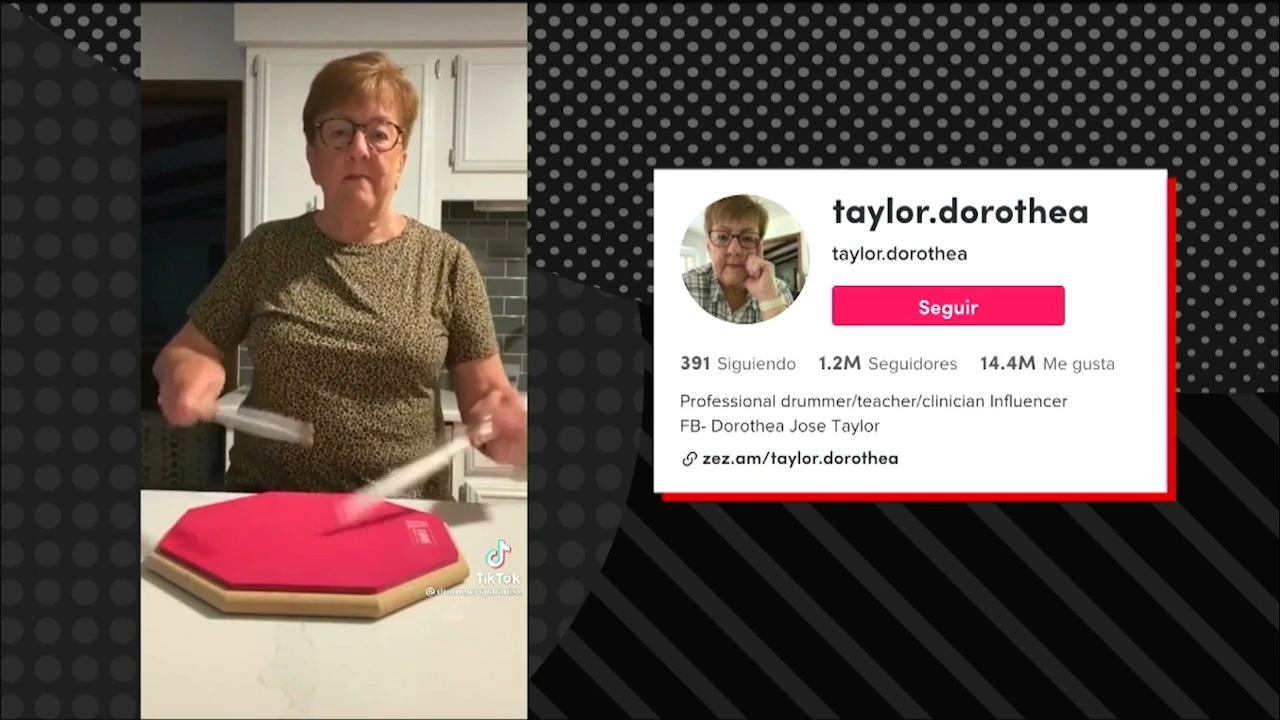 taylor.dorothea
taylor.dorothea
Seguir
391 Siguiendo 1.2M Seguidores 14.4M Me gusta
Professional drummer/teacher/clinician Influencer
FB- Dorothea Jose Taylor
zez.am/taylor.dorothea
TikTok
@drummersparadise